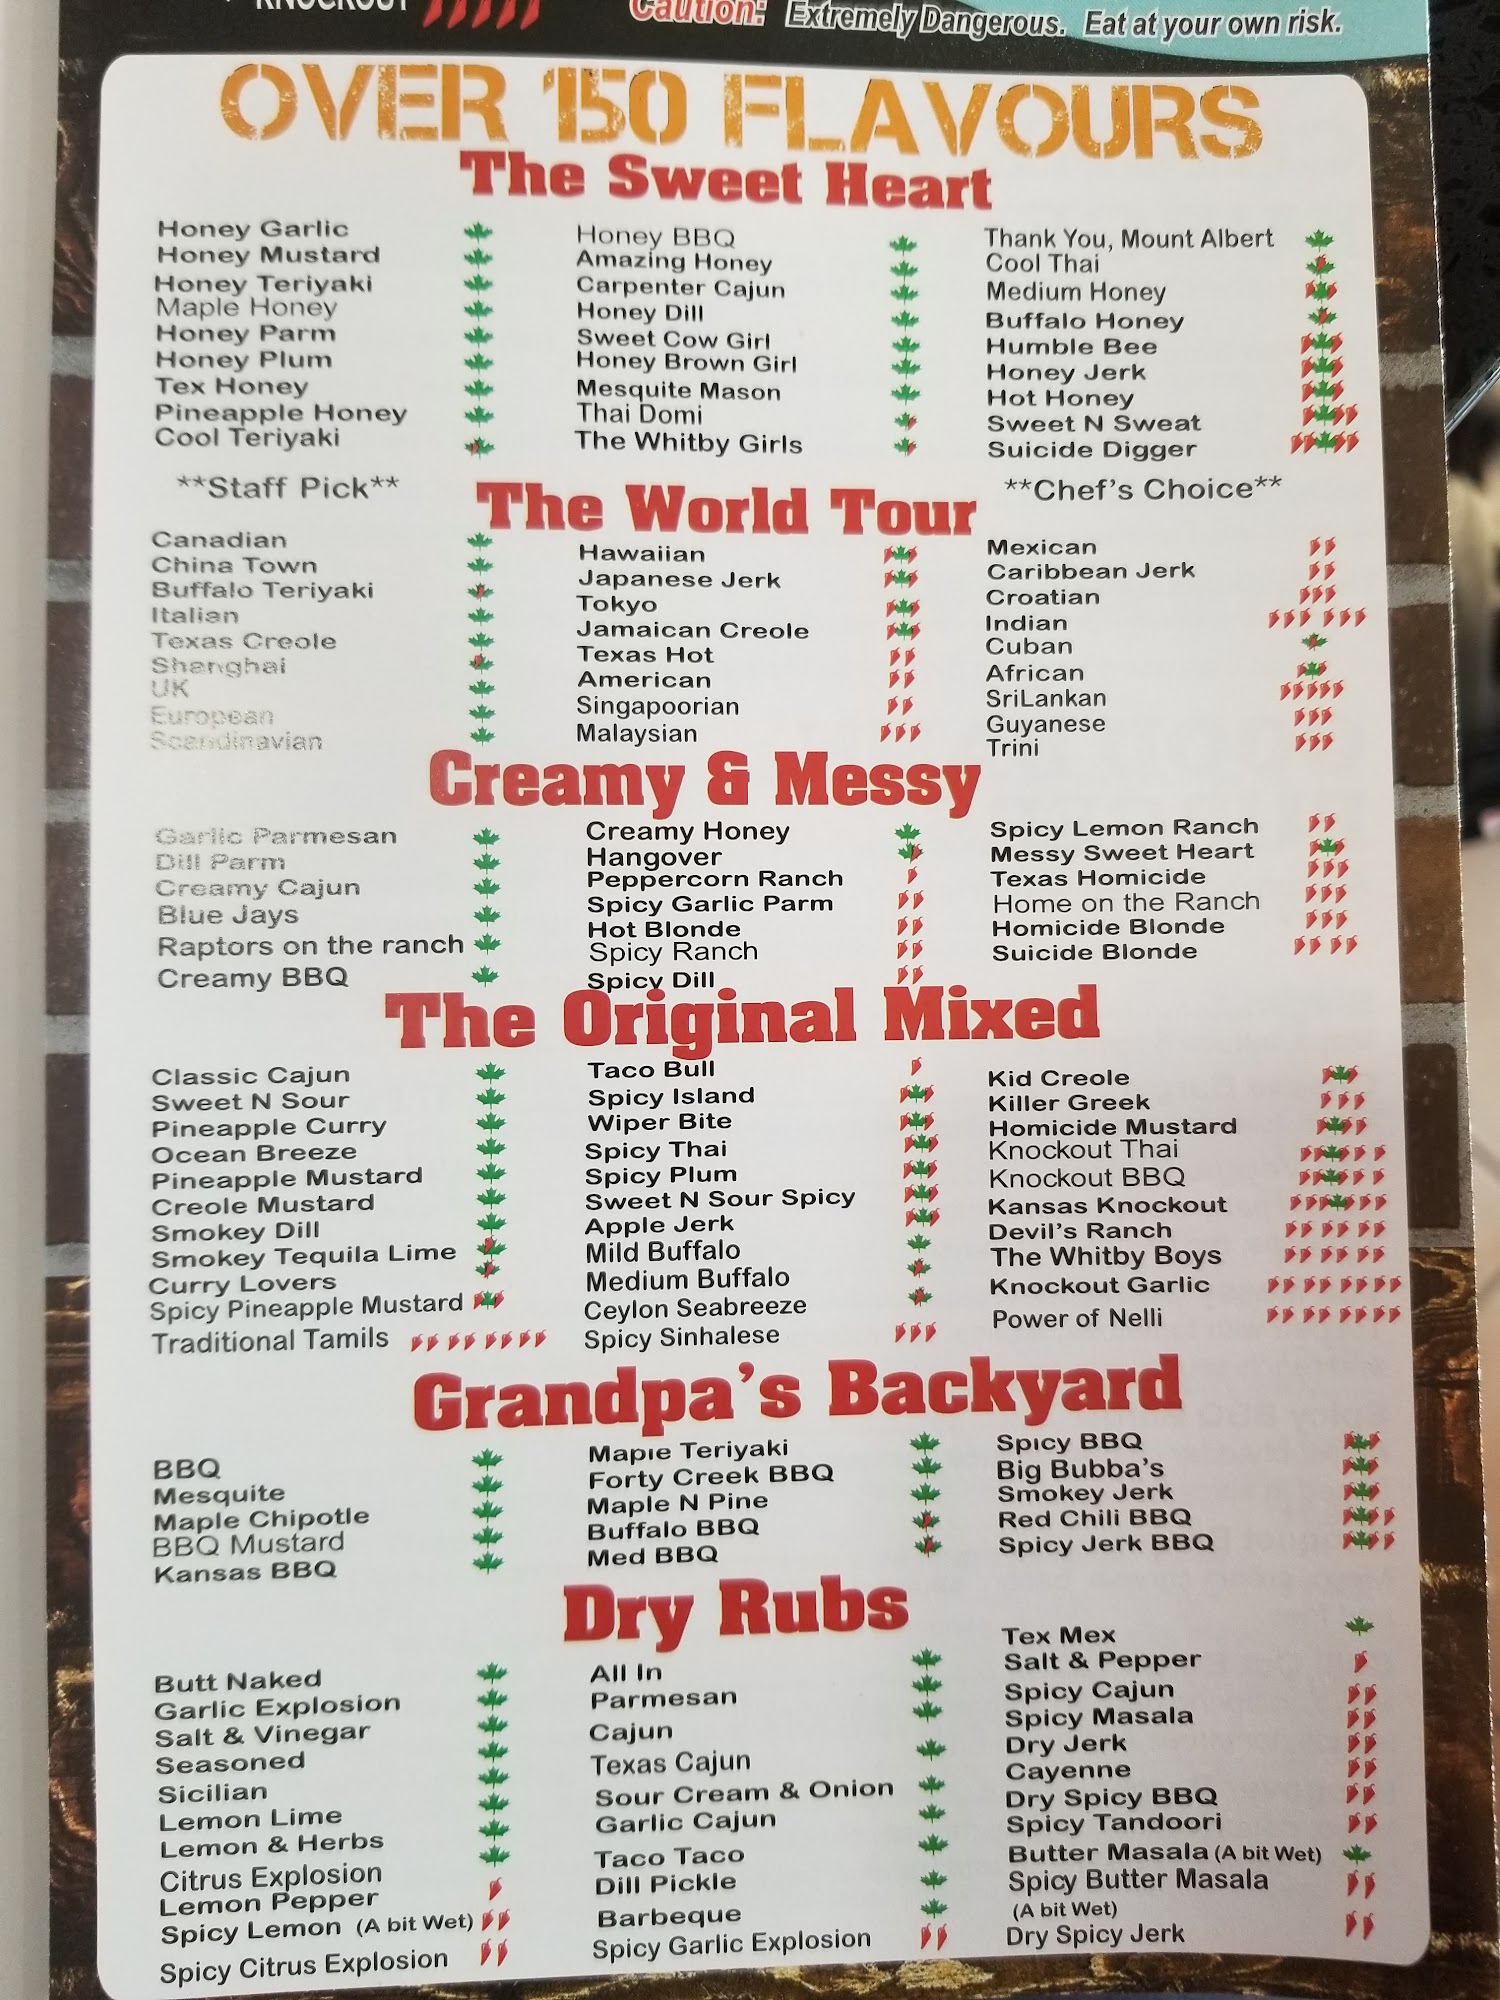 KNOCKOUT
Caution: Extremely Dangerous. Eat at your own risk.
OVER 150 FLAVOURS
The Sweet Heart
Honey Garlic
Honey Mustard
Honey Teriyaki
Maple Honey
Honey Parm
Honey Plum
Tex Honey
Pineapple Honey
Cool Teriyaki
Honey BBQ
Amazing Honey
Carpenter Cajun
Honey Dill
Sweet Cow Girl
Honey Brown Girl
Mesquite Mason
Thai Domi
The Whitby Girls
Thank You, Mount Albert
Cool Thai
Medium Honey
Buffalo Honey
Humble Bee
Honey Jerk
Hot Honey
Sweet N Sweat
Suicide Digger
**Staff Pick**
**Chef's Choice**
The World Tour
Canadian
China Town
Buffalo Teriyaki
Italian
Texas Creole
Shanghai
UK
European
Scandinavian
Hawaiian
Japanese Jerk
Tokyo
Jamaican Creole
Texas Hot
American
Singapoorian
Malaysian
Mexican
Caribbean Jerk
Croatian
Indian
Cuban
African
SriLankan
Guyanese
Trini
Creamy & Messy
Garlic Parmesan
Dill Parm
Creamy Cajun
Blue Jays
Raptors on the ranch
Creamy BBQ
Creamy Honey
Hangover
Peppercorn Ranch
Spicy Garlic Parm
Hot Blonde
Spicy Ranch
Spicy Dill
Spicy Lemon Ranch
Messy Sweet Heart
Texas Homicide
Home on the Ranch
Homicide Blonde
Suicide Blonde
The Original Mixed
Classic Cajun
Sweet N Sour
Pineapple Curry
Ocean Breeze
Pineapple Mustard
Creole Mustard
Smokey Dill
Smokey Tequila Lime
Curry Lovers
Spicy Pineapple Mustard
Traditional Tamils
Taco Bull
Spicy Island
Wiper Bite
Spicy Thai
Spicy Plum
Sweet N Sour Spicy
Apple Jerk
Mild Buffalo
Medium Buffalo
Ceylon Seabreeze
Spicy Sinhalese
Kid Creole
Killer Greek
Homicide Mustard
Knockout Thai
Knockout BBQ
Kansas Knockout
Devil's Ranch
The Whitby Boys
Knockout Garlic
Power of Nelli
Grandpa's Backyard
BBQ
Mesquite
Maple Chipotle
BBQ Mustard
Kansas BBQ
Maple Teriyaki
Forty Creek BBQ
Maple N Pine
Buffalo BBQ
Med BBQ
Spicy BBQ
Big Bubba's
Smokey Jerk
Red Chili BBQ
Spicy Jerk BBQ
Dry Rubs
Butt Naked
Garlic Explosion
Salt & Vinegar
Seasoned
Sicilian
Lemon Lime
Lemon & Herbs
Citrus Explosion
Lemon Pepper
Spicy Lemon (A bit Wet)
Spicy Citrus Explosion
All In
Parmesan
Cajun
Texas Cajun
Sour Cream & Onion
Garlic Cajun
Taco Taco
Dill Pickle
Barbeque
Spicy Garlic Explosion
Tex Mex
Salt & Pepper
Spicy Cajun
Spicy Masala
Dry Jerk
Cayenne
Dry Spicy BBQ
Spicy Tandoori
Butter Masala (A bit Wet)
Spicy Butter Masala
(A bit Wet)
Dry Spicy Jerk